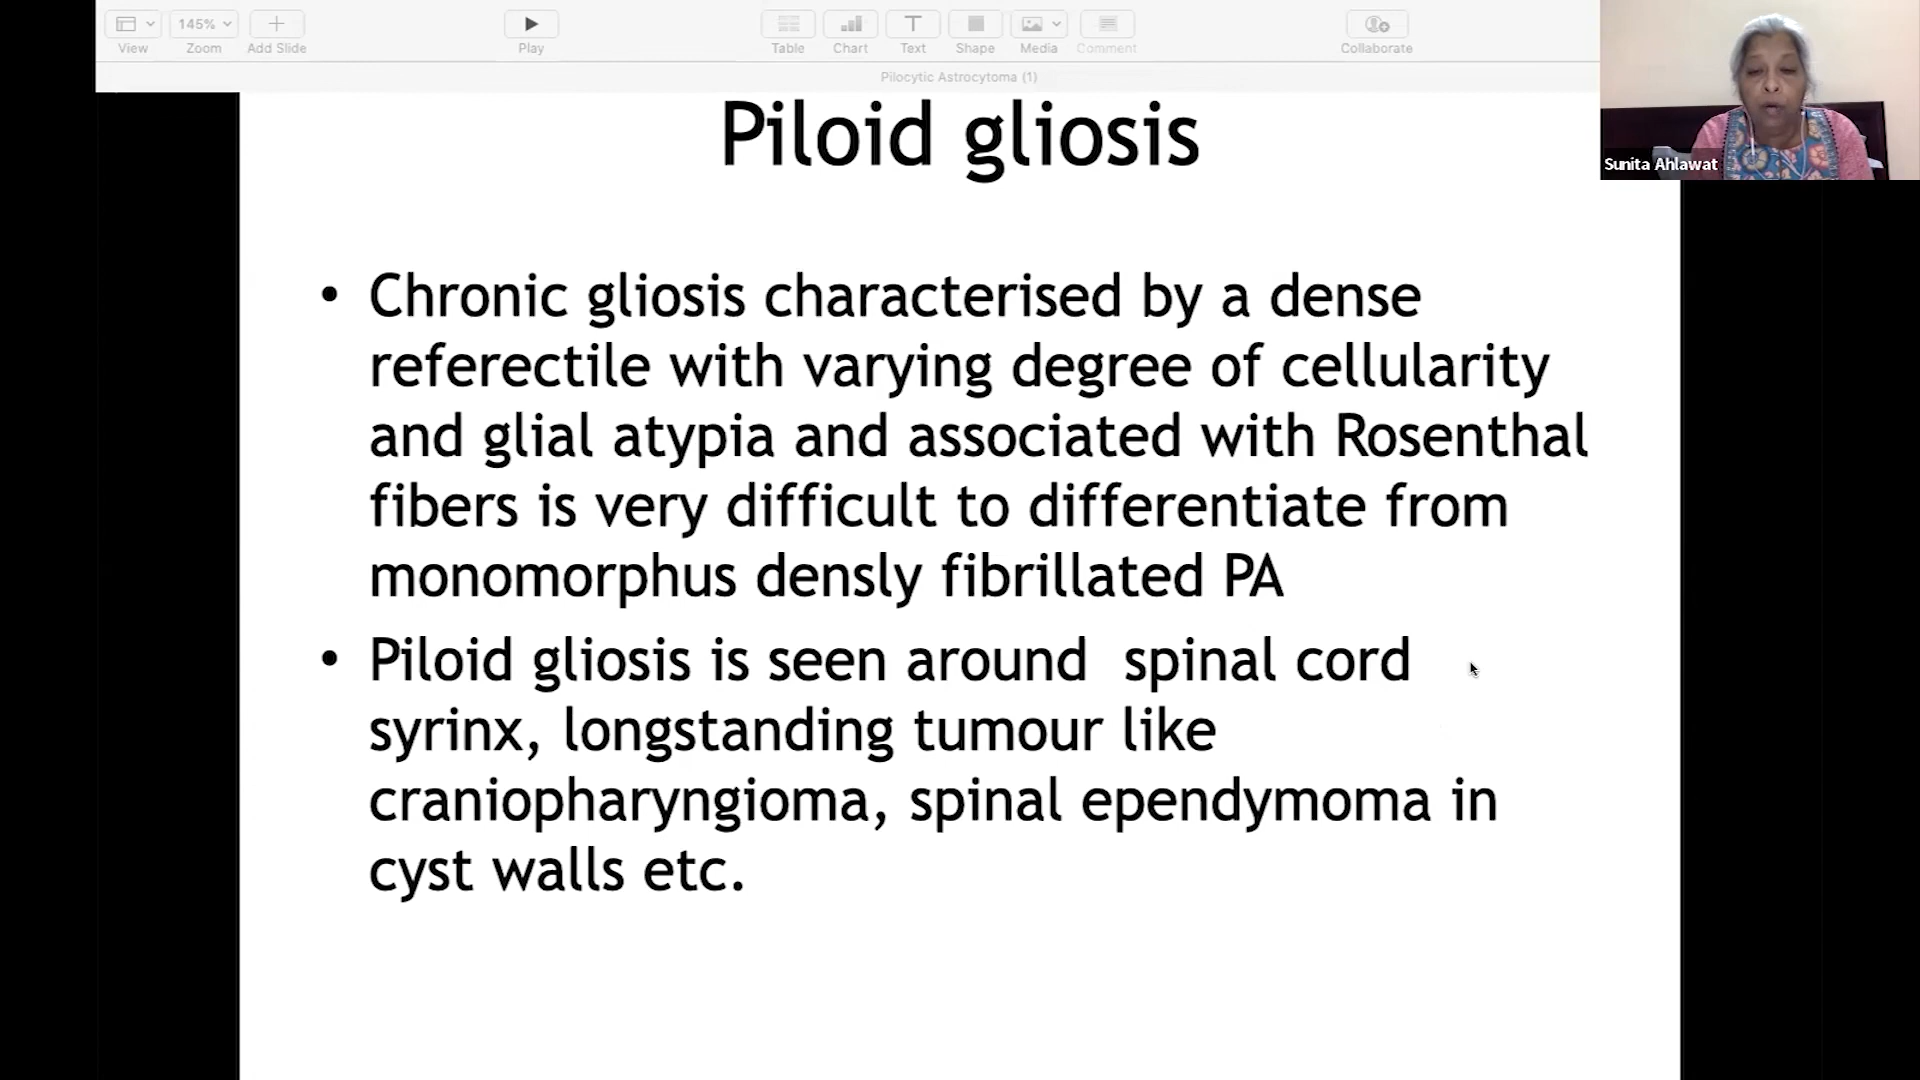 145%
View
Zoom
Add Slide
Play
Table
Chart
Text
Shape
Media
Comment
Collaborate
Pilocytic Astrocytoma (1)
Sunita Ahlawat
Piloid gliosis
• Chronic gliosis characterised by a dense
referectile with varying degree of cellularity
and glial atypia and associated with Rosenthal
fibers is very difficult to differentiate from
monomorphus densly fibrillated PA
• Piloid gliosis is seen around  spinal cord
syrinx, longstanding tumour like
craniopharyngioma, spinal ependymoma in
cyst walls etc.